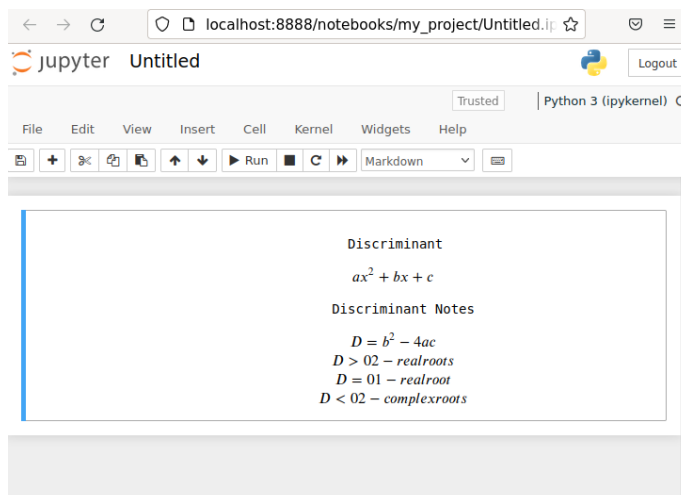 localhost:8888/notebooks/my_project/Untitled.ip
jupyter Untitled
Logout
Trusted Python 3 (ipykernel)
File Edit View Insert Cell Kernel Widgets Help
Run Markdown
Discriminant
ax² + bx + c
Discriminant Notes
D = b² − 4ac
D > 02 − realroots
D = 01 − realroot
D < 02 − complexroots